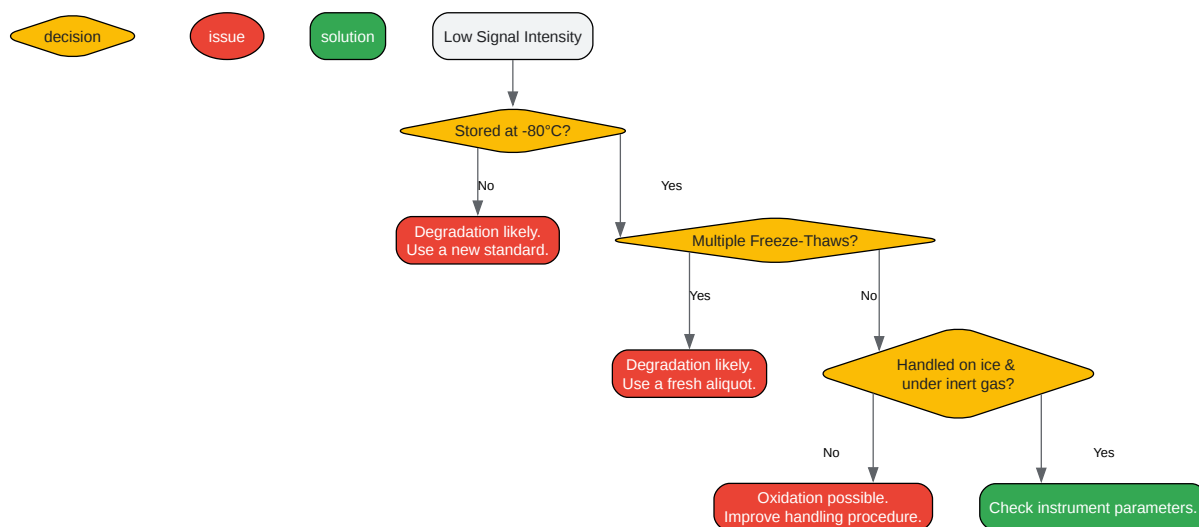 decision
issue
solution
Low Signal Intensity
Stored at -80°C?
No
Yes
Degradation likely.
Use a new standard.
Multiple Freeze-Thaws?
Yes
No
Degradation likely.
Use a fresh aliquot.
Handled on ice &
under inert gas?
No
Yes
Oxidation possible.
Improve handling procedure.
Check instrument parameters.